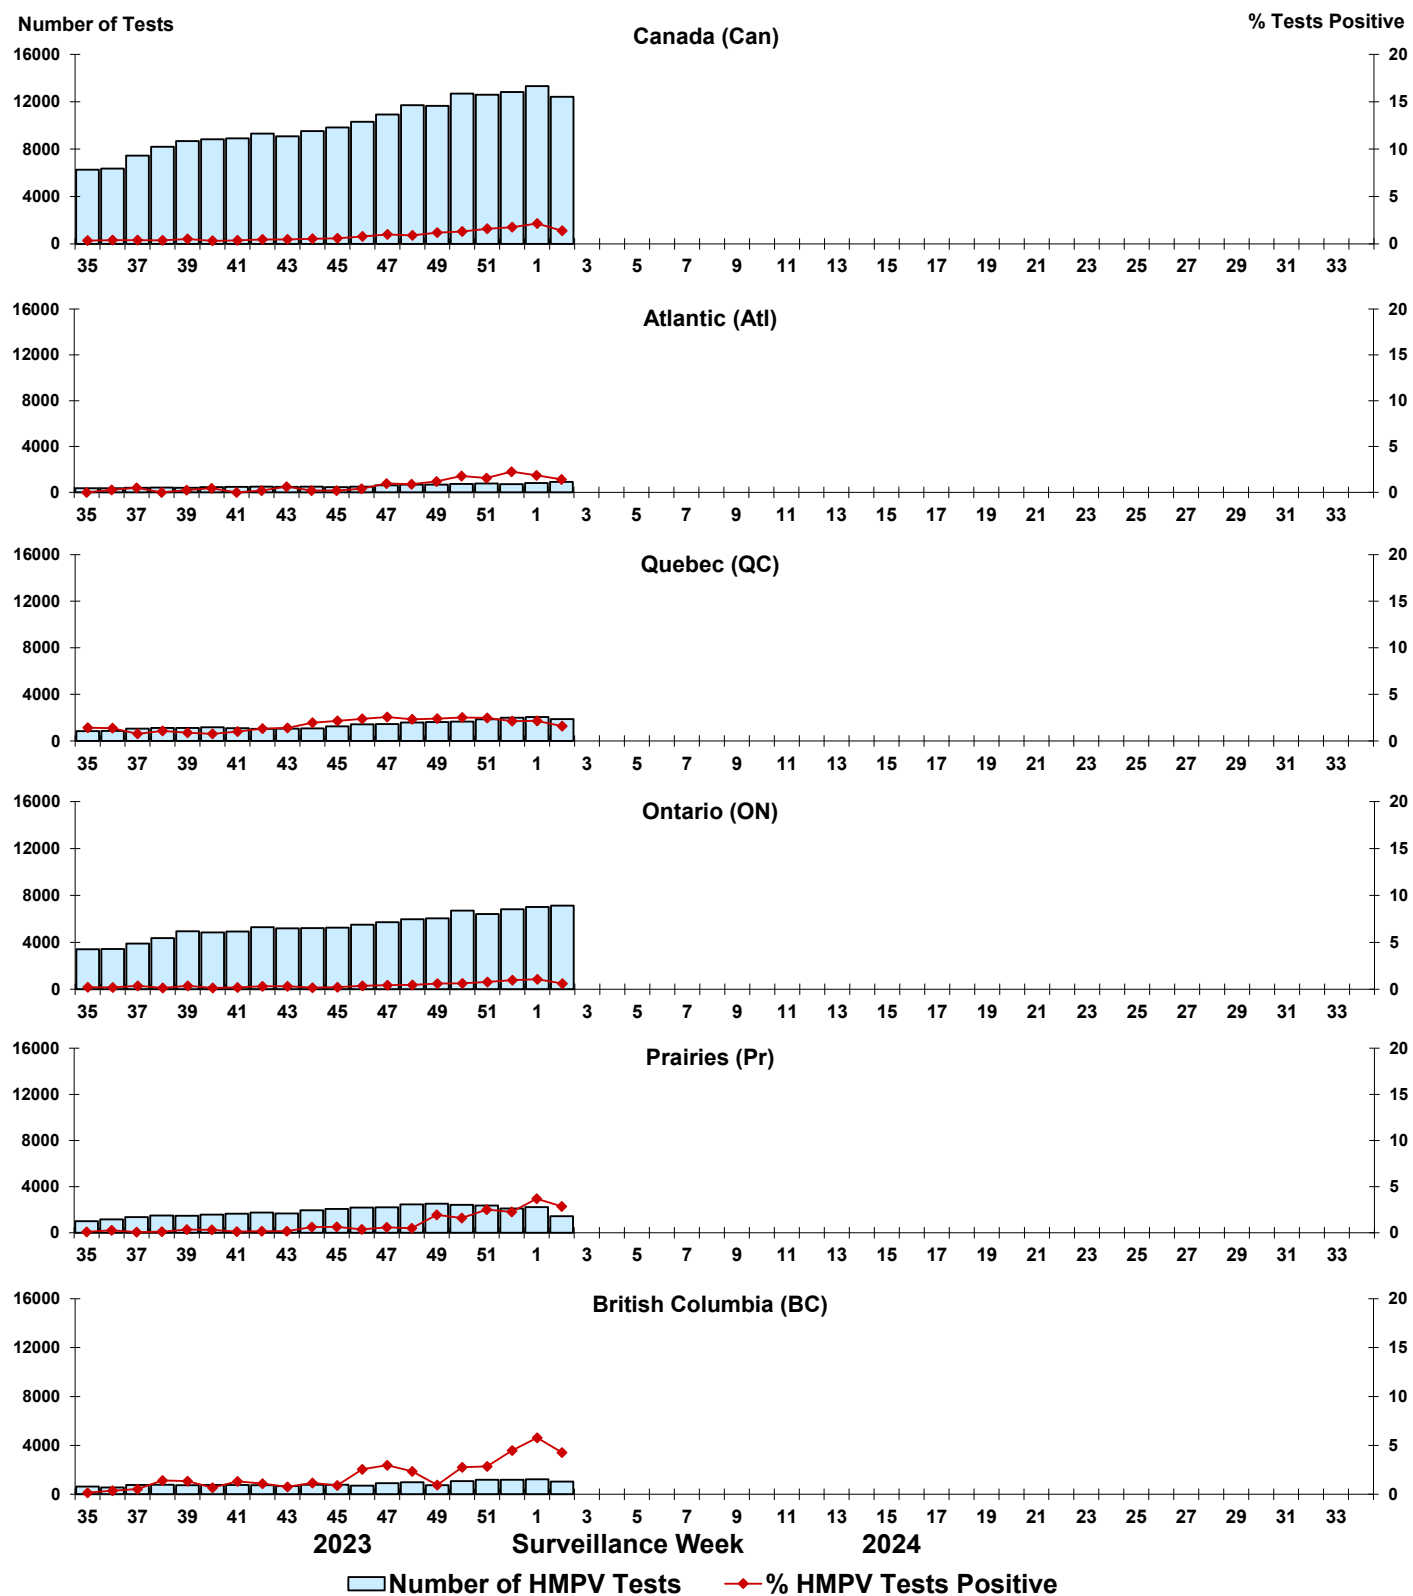 Number of Tests
% Tests Positive
Canada (Can)
16000 20
12000 15
8000 10
4000 5
0 0
35 37 39 41 43 45 47 49 51 1 3 5 7 9 11 13 15 17 19 21 23 25 27 29 31 33
Atlantic (Atl)
16000 20
12000 15
8000 10
4000 5
0 0
35 37 39 41 43 45 47 49 51 1 3 5 7 9 11 13 15 17 19 21 23 25 27 29 31 33
Quebec (QC)
16000 20
12000 15
8000 10
4000 5
0 0
35 37 39 41 43 45 47 49 51 1 3 5 7 9 11 13 15 17 19 21 23 25 27 29 31 33
Ontario (ON)
16000 20
12000 15
8000 10
4000 5
0 0
35 37 39 41 43 45 47 49 51 1 3 5 7 9 11 13 15 17 19 21 23 25 27 29 31 33
Prairies (Pr)
16000 20
12000 15
8000 10
4000 5
0 0
35 37 39 41 43 45 47 49 51 1 3 5 7 9 11 13 15 17 19 21 23 25 27 29 31 33
British Columbia (BC)
16000 20
12000 15
8000 10
4000 5
0 0
35 37 39 41 43 45 47 49 51 1 3 5 7 9 11 13 15 17 19 21 23 25 27 29 31 33
2023 Surveillance Week 2024
Number of HMPV Tests % HMPV Tests Positive